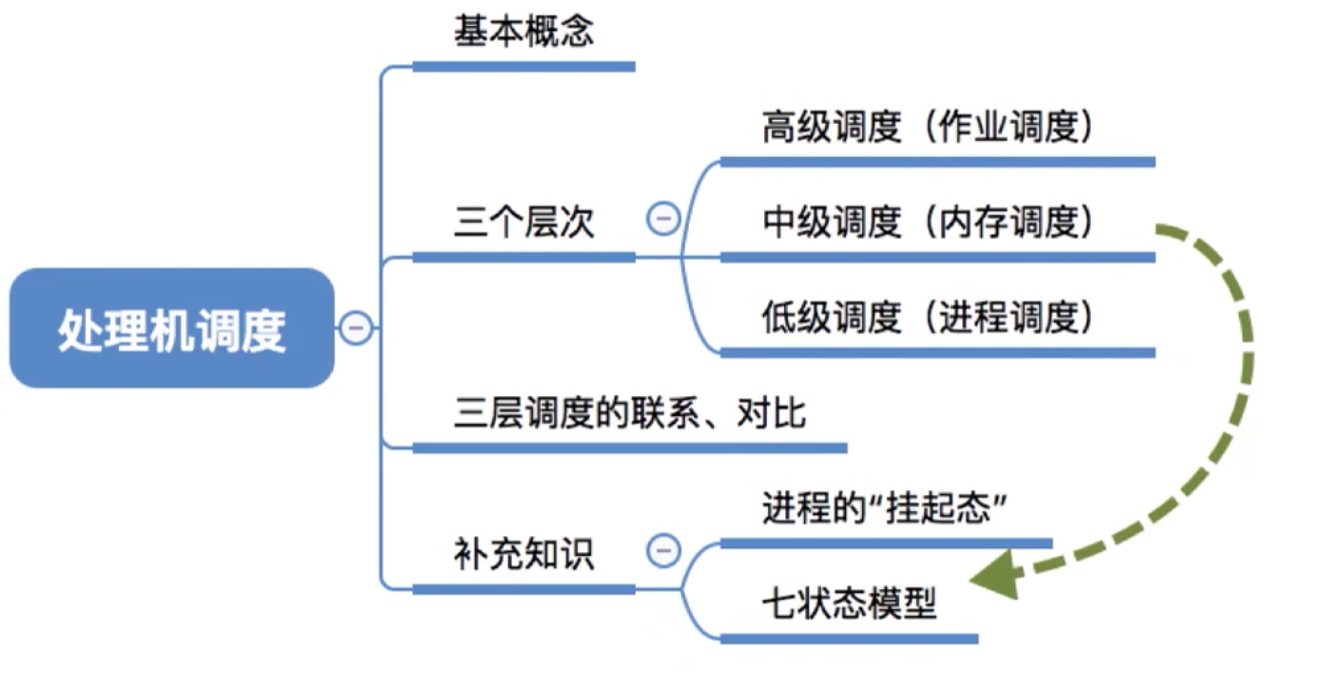 基本概念
高级调度（作业调度）
三个层次
中级调度（内存调度）
低级调度（进程调度）
处理机调度
三层调度的联系、对比
进程的“挂起态”
补充知识
七状态模型